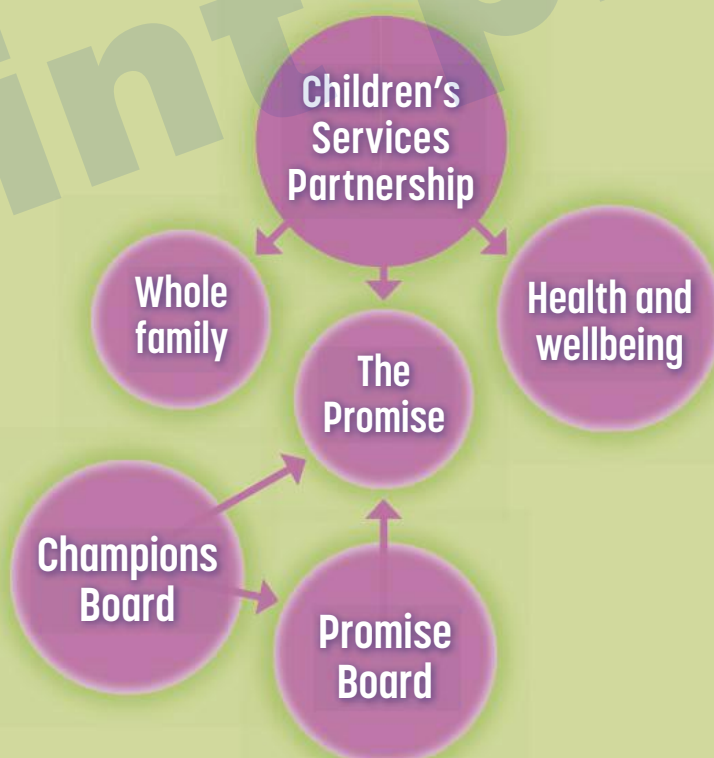 Children's
Services
Partnership
Whole
family
Health and
wellbeing
The
Promise
Champions
Board
Promise
Board